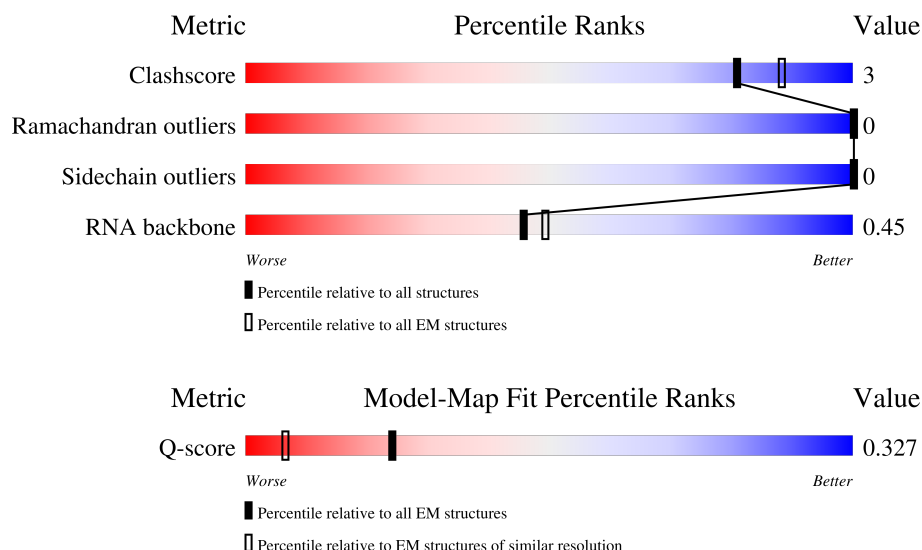 Metric Percentile Ranks Value
Clashscore 3
Ramachandran outliers 0
Sidechain outliers 0
RNA backbone 0.45
Worse Better
Percentile relative to all structures
Percentile relative to all EM structures
Metric Model-Map Fit Percentile Ranks Value
Q-score 0.327
Worse Better
Percentile relative to all EM structures
Percentile relative to EM structures of similar resolution